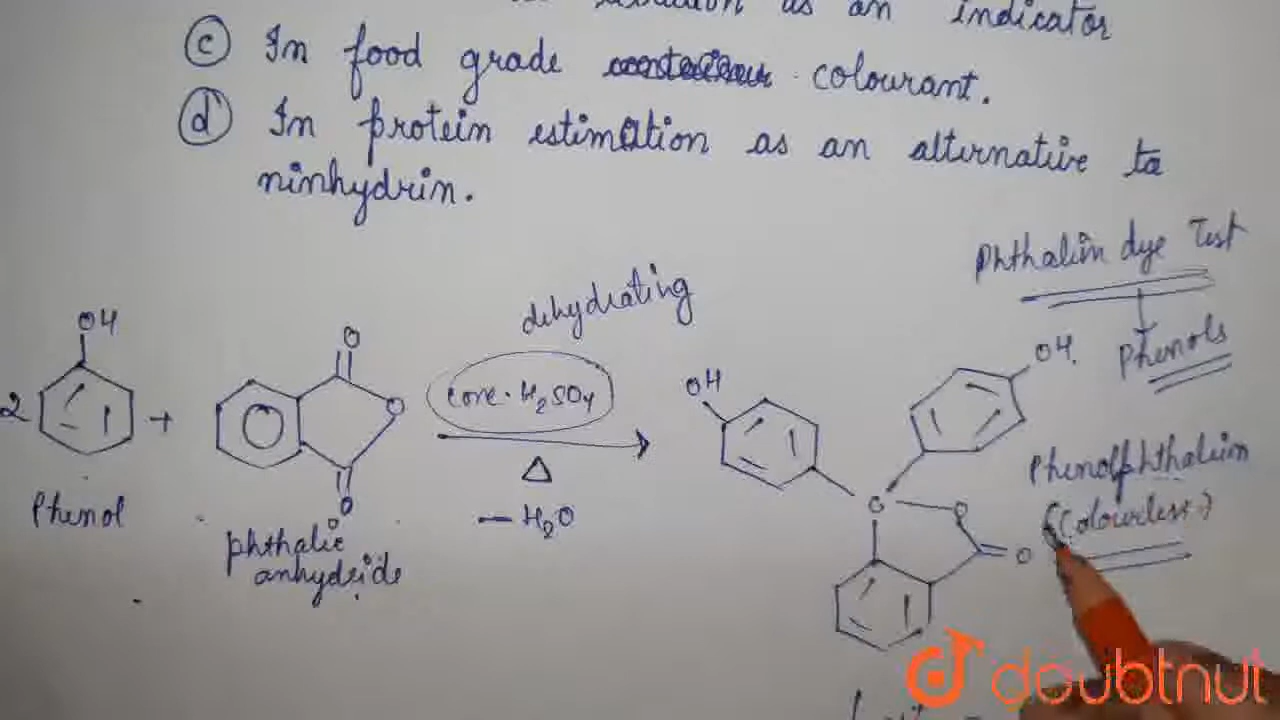 as an indicator
c In food grade colourant.
d In protein estimation as an alternative to
ninhydrin.
Phthalein dye Test
Phenols
dehydrating
OH
2
+
Phenol
O
O
O
phthalic
anhydride
conc. H2SO4
Δ
— H2O
OH
OH.
C
O
O
Phenolphthalein
(Colourless)
doubtnut